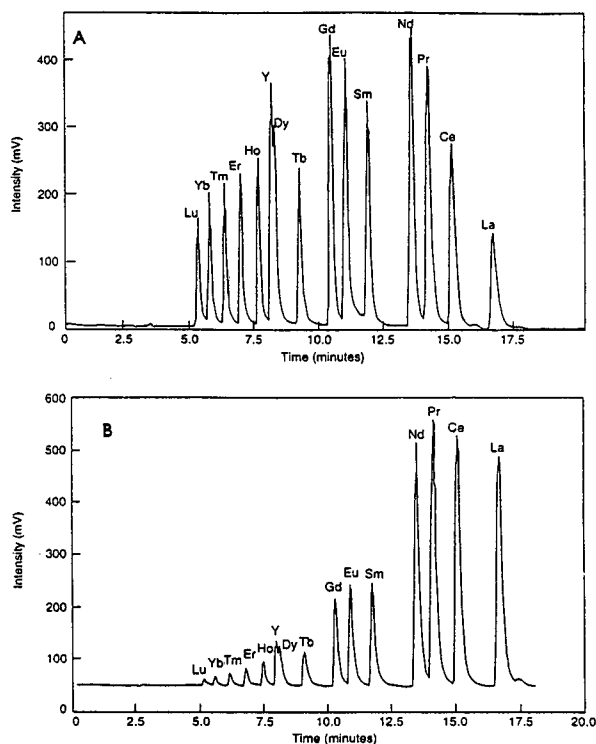 A
Intensity (mV)
400
300
200
100
0
Lu
Yb
Tm
Er
Ho
Y
Dy
Tb
Gd
Eu
Sm
Nd
Pr
Ce
La
0 2.5 5.0 7.5 10.0 12.5 15.0 17.5
Time (minutes)
B
Intensity (mV)
600
500
400
300
200
100
0
Lu
Yb
Tm
Er
Ho
Y
Dy
Tb
Gd
Eu
Sm
Nd
Pr
Ce
La
0 2.5 5.0 7.5 10.0 12.5 15.0 17.5 20.0
Time (minutes)